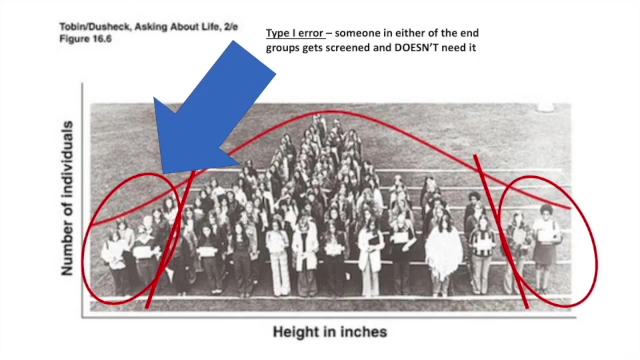 Tobin/Dusheck, Asking About Life, 2/e
Figure 16.6
Type I error – someone in either of the end
groups gets screened and DOESN'T need it
Number of individuals
Height in inches